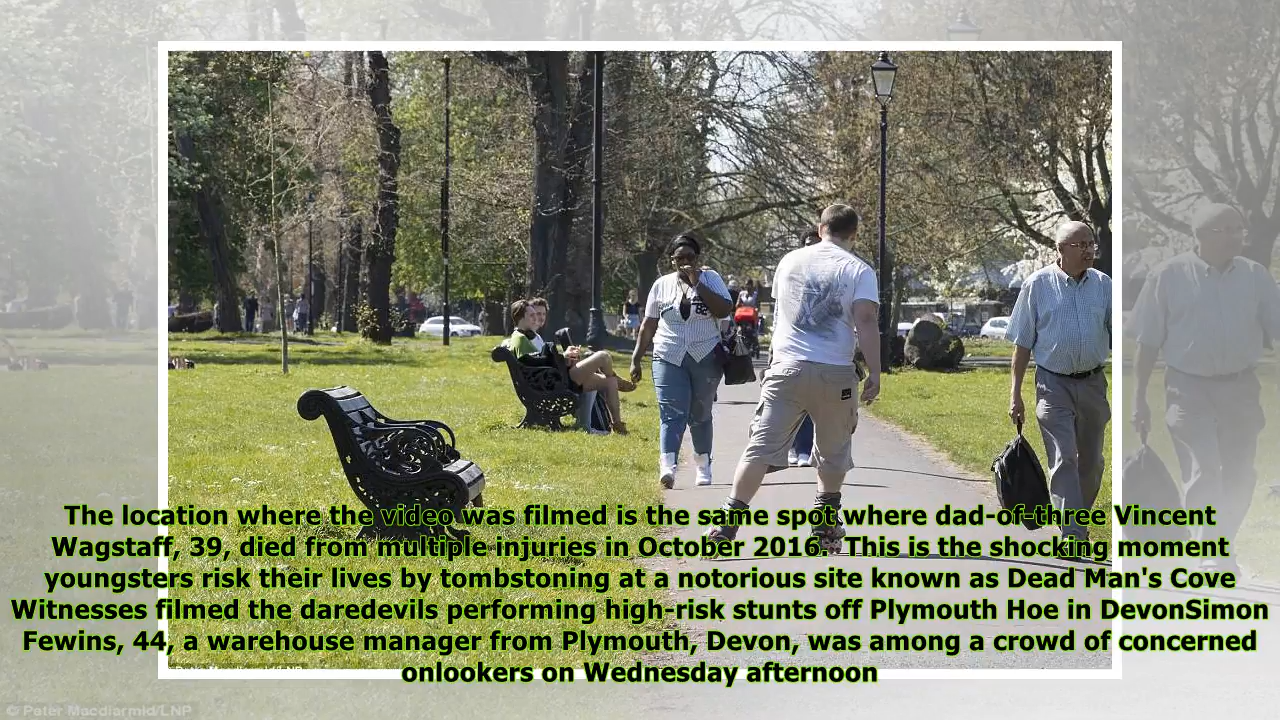 The location where the video was filmed is the same spot where dad-of-three Vincent
Wagstaff, 39, died from multiple injuries in October 2016.  This is the shocking moment
youngsters risk their lives by tombstoning at a notorious site known as Dead Man's Cove
Witnesses filmed the daredevils performing high-risk stunts off Plymouth Hoe in DevonSimon
Fewins, 44, a warehouse manager from Plymouth, Devon, was among a crowd of concerned
onlookers on Wednesday afternoon
© Peter Macdiarmid/LNP